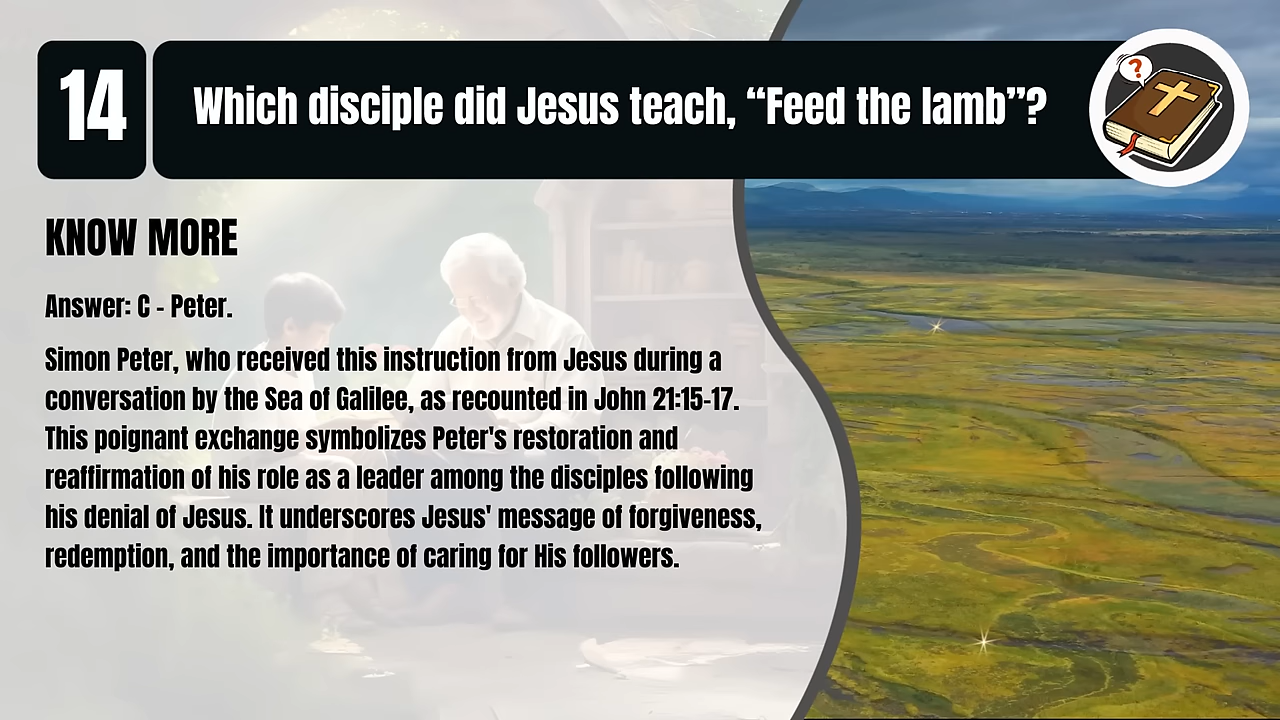 14
Which disciple did Jesus teach, “Feed the lamb”?
?
KNOW MORE
Answer: C - Peter.
Simon Peter, who received this instruction from Jesus during a
conversation by the Sea of Galilee, as recounted in John 21:15-17.
This poignant exchange symbolizes Peter's restoration and
reaffirmation of his role as a leader among the disciples following
his denial of Jesus. It underscores Jesus' message of forgiveness,
redemption, and the importance of caring for His followers.